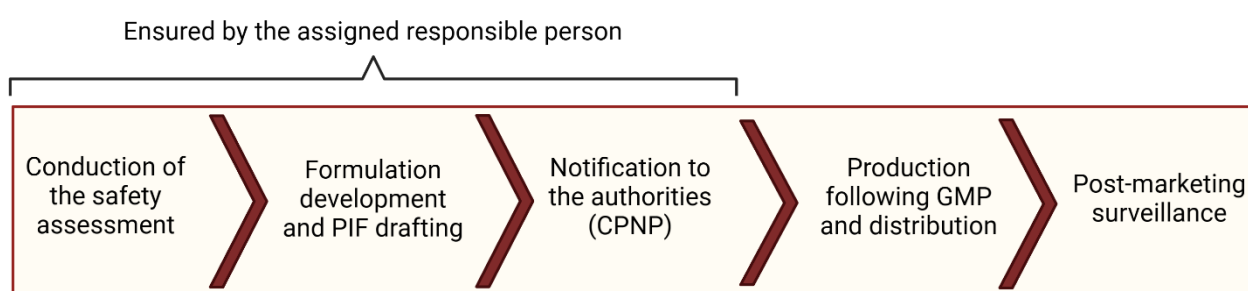 Ensured by the assigned responsible person
Conduction of
the safety
assessment
Formulation
development
and PIF drafting
Notification to
the authorities
(CPNP)
Production
following GMP
and distribution
Post-marketing
surveillance